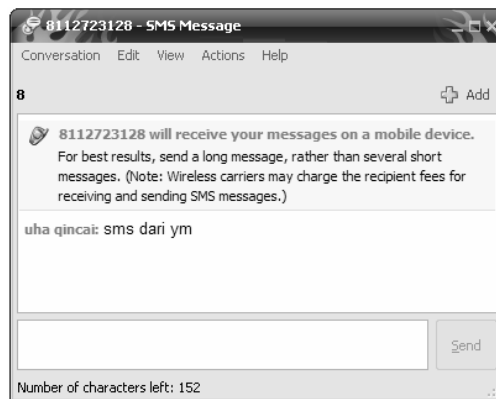 8112723128 - SMS Message
Conversation Edit View Actions Help
8
Add
8112723128 will receive your messages on a mobile device.
For best results, send a long message, rather than several short
messages. (Note: Wireless carriers may charge the recipient fees for
receiving and sending SMS messages.)
uha qincai: sms dari ym
Send
Number of characters left: 152